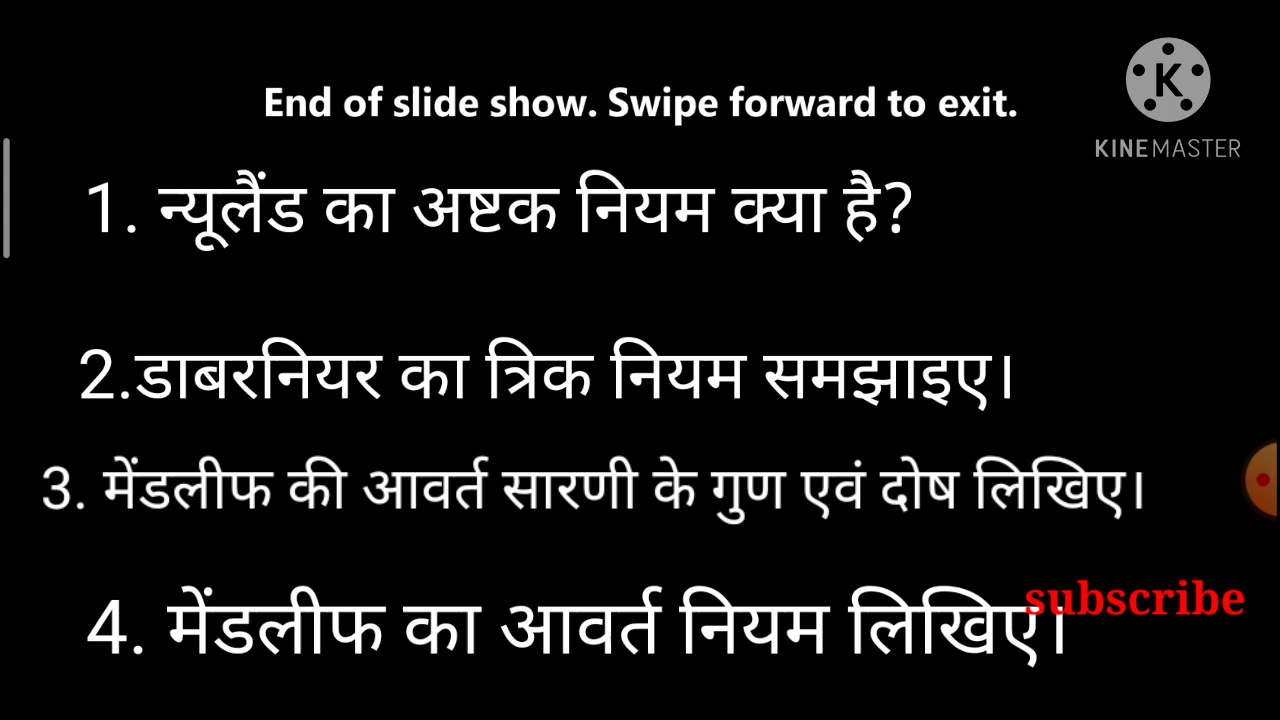 End of slide show. Swipe forward to exit.
K
KINEMASTER
1. न्यूलैंड का अष्टक नियम क्या है?
2.डाबरनियर का त्रिक नियम समझाइए।
3. मेंडलीफ की आवर्त सारणी के गुण एवं दोष लिखिए।
subscribe
4. मेंडलीफ का आवर्त नियम लिखिए।